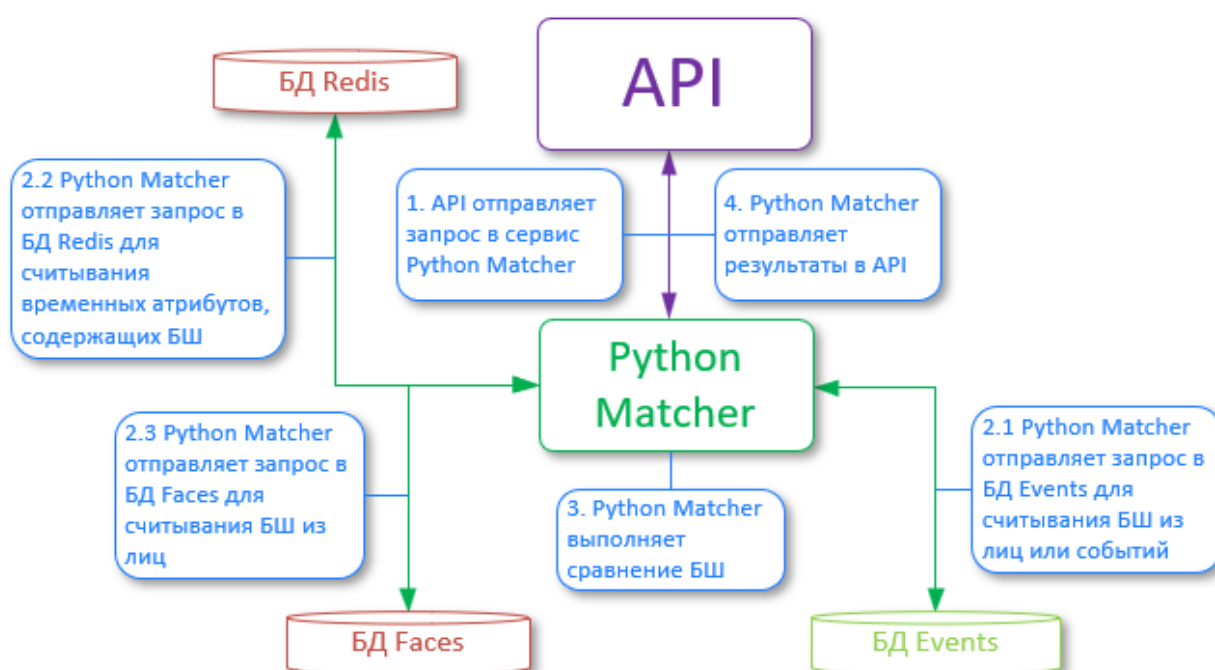 API
БД Redis
2.2 Python Matcher
отправляет запрос в
БД Redis для
считывания
временных атрибутов,
содержащих БШ
1. API отправляет
запрос в сервис
Python Matcher
4. Python Matcher
отправляет
результаты в API
Python
Matcher
2.3 Python Matcher
отправляет запрос в
БД Faces для
считывания БШ из
лиц
3. Python Matcher
выполняет
сравнение БШ
2.1 Python Matcher
отправляет запрос в
БД Events для
считывания БШ из
лиц или событий
БД Faces
БД Events